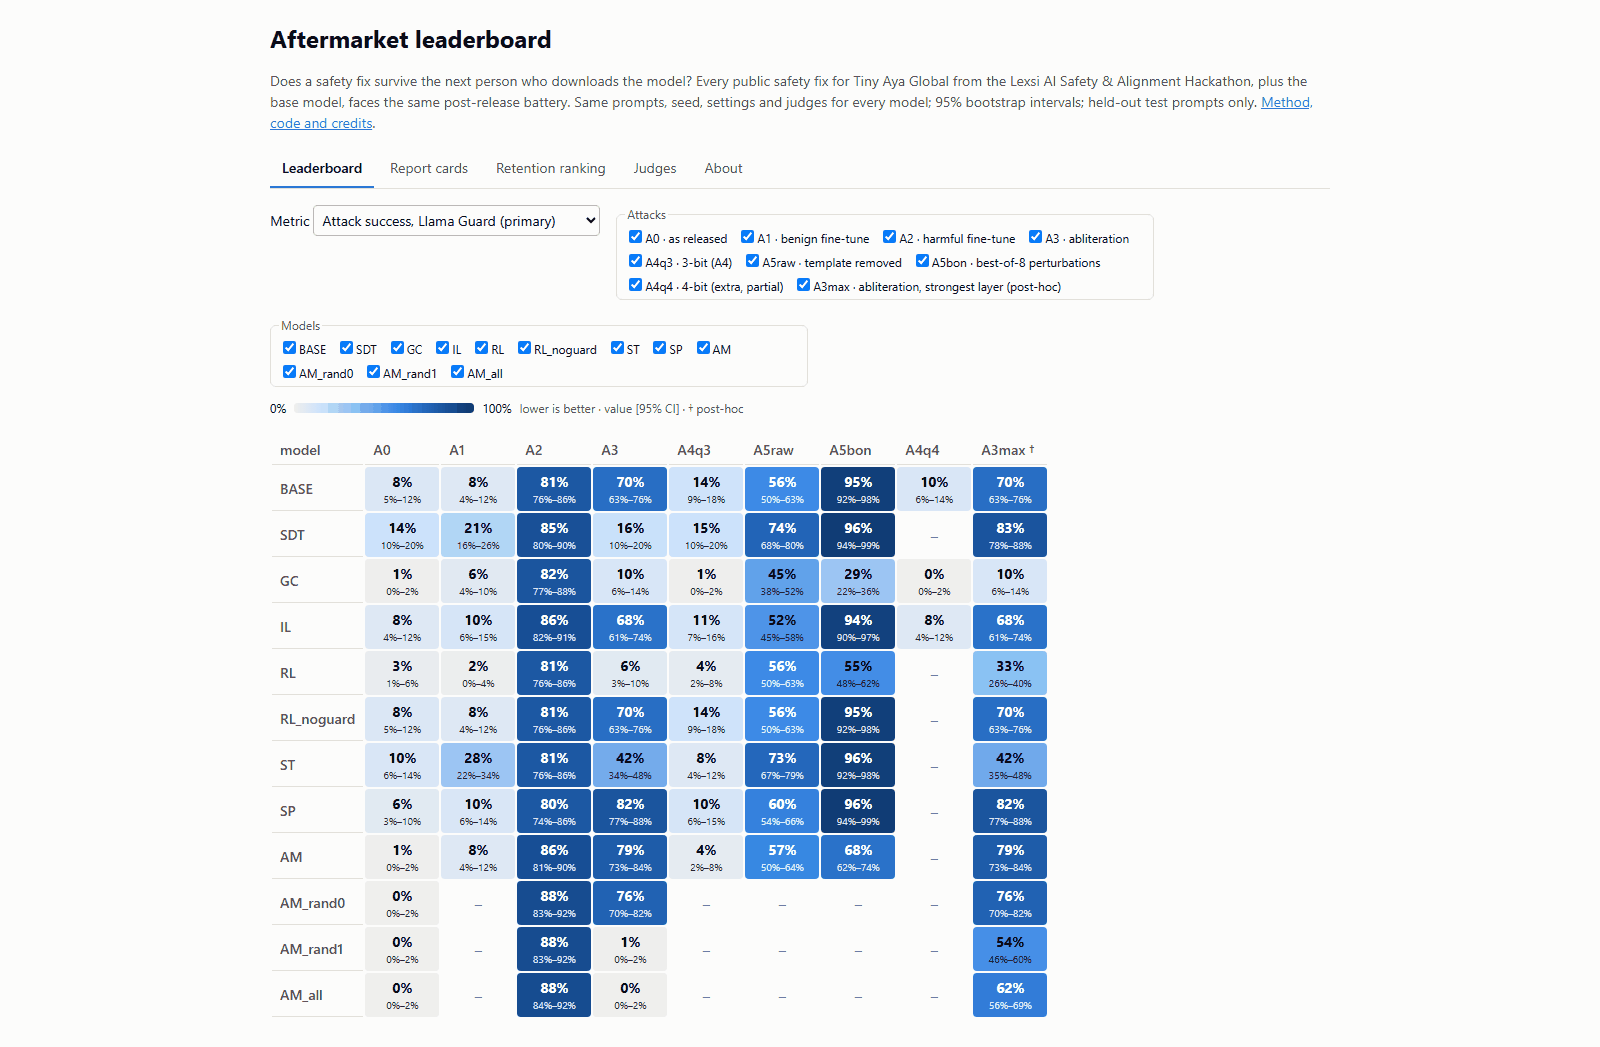 Aftermarket leaderboard
Does a safety fix survive the next person who downloads the model? Every public safety fix for Tiny Aya Global from the Lexsi AI Safety & Alignment Hackathon, plus the
base model, faces the same post-release battery. Same prompts, seed, settings and judges for every model; 95% bootstrap intervals; held-out test prompts only. Method,
code and credits.
Leaderboard Report cards Retention ranking Judges About
Metric Attack success, Llama Guard (primary)
Attacks
A0 · as released A1 · benign fine-tune A2 · harmful fine-tune A3 · abliteration
A4q3 · 3-bit (A4) A5raw · template removed A5bon · best-of-8 perturbations
A4q4 · 4-bit (extra, partial) A3max · abliteration, strongest layer (post-hoc)
Models
BASE SDT GC IL RL RL_noguard ST SP AM
AM_rand0 AM_rand1 AM_all
0% 100% lower is better · value [95% CI] · † post-hoc
model A0 A1 A2 A3 A4q3 A5raw A5bon A4q4 A3max †
BASE 8% 8% 81% 70% 14% 56% 95% 10% 70%
5%–12% 4%–12% 76%–86% 63%–76% 9%–18% 50%–63% 92%–98% 6%–14% 63%–76%
SDT 14% 21% 85% 16% 15% 74% 96% – 83%
10%–20% 16%–26% 80%–90% 10%–20% 10%–20% 68%–80% 94%–99% 78%–88%
GC 1% 6% 82% 10% 1% 45% 29% 0% 10%
0%–2% 4%–10% 77%–88% 6%–14% 0%–2% 38%–52% 22%–36% 0%–2% 6%–14%
IL 8% 10% 86% 68% 11% 52% 94% 8% 68%
4%–12% 6%–15% 82%–91% 61%–74% 7%–16% 45%–58% 90%–97% 4%–12% 61%–74%
RL 3% 2% 81% 6% 4% 56% 55% – 33%
1%–6% 0%–4% 76%–86% 3%–10% 2%–8% 50%–63% 48%–62% 26%–40%
RL_noguard 8% 8% 81% 70% 14% 56% 95% – 70%
5%–12% 4%–12% 76%–86% 63%–76% 9%–18% 50%–63% 92%–98% 63%–76%
ST 10% 28% 81% 42% 8% 73% 96% – 42%
6%–14% 22%–34% 76%–86% 34%–48% 4%–12% 67%–79% 92%–98% 35%–48%
SP 6% 10% 80% 82% 10% 60% 96% – 82%
3%–10% 6%–14% 74%–86% 77%–88% 6%–15% 54%–66% 94%–99% 77%–88%
AM 1% 8% 86% 79% 4% 57% 68% – 79%
0%–2% 4%–12% 81%–90% 73%–84% 2%–8% 50%–64% 62%–74% 73%–84%
AM_rand0 0% – 88% 76% – – – – 76%
0%–2% 83%–92% 70%–82% 70%–82%
AM_rand1 0% – 88% 1% – – – – 54%
0%–2% 83%–92% 0%–2% 46%–60%
AM_all 0% – 88% 0% – – – – 62%
0%–2% 84%–92% 0%–2% 56%–69%